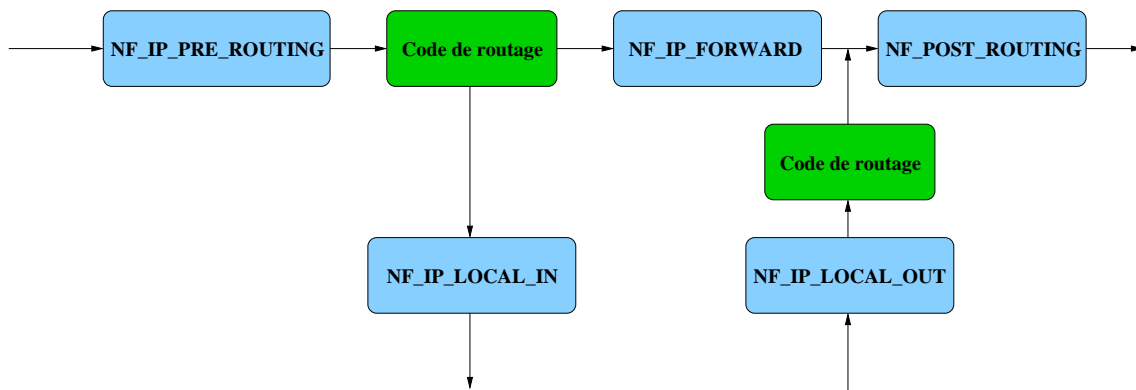 NF_IP_PRE_ROUTING
Code de routage
NF_IP_FORWARD
NF_POST_ROUTING
Code de routage
NF_IP_LOCAL_IN
NF_IP_LOCAL_OUT